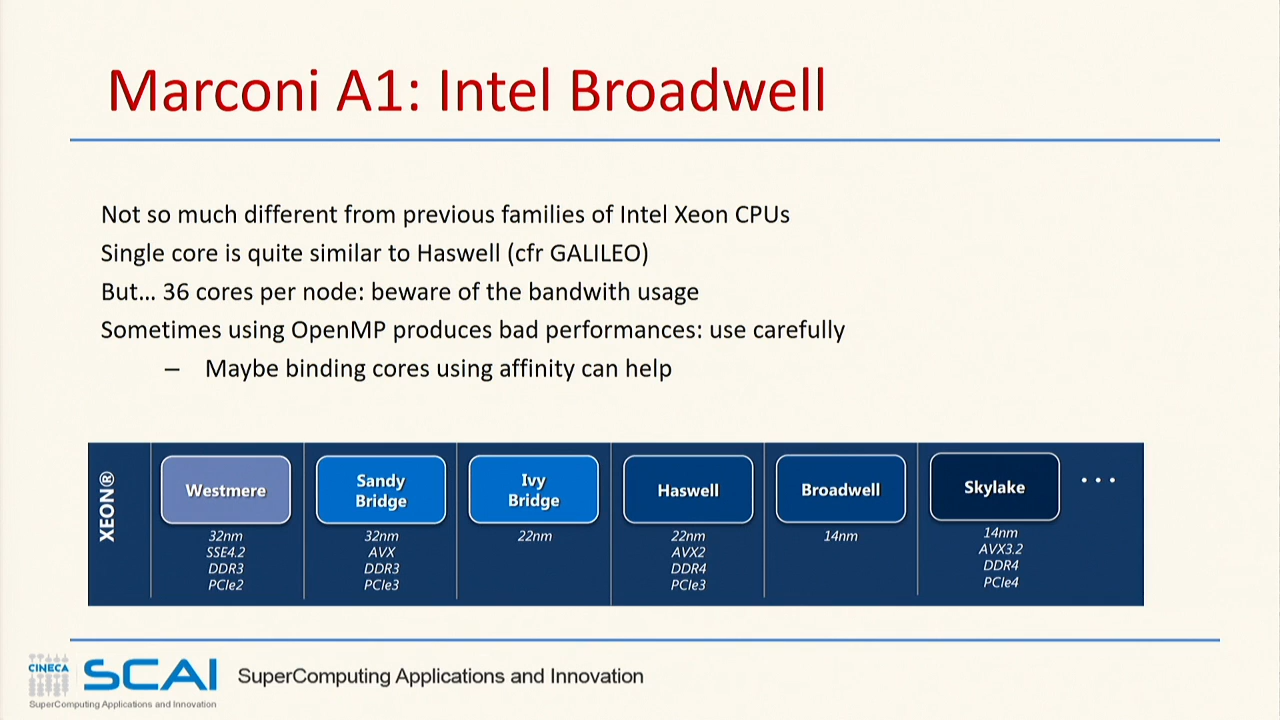 Marconi A1: Intel Broadwell
Not so much different from previous families of Intel Xeon CPUs
Single core is quite similar to Haswell (cfr GALILEO)
But... 36 cores per node: beware of the bandwith usage
Sometimes using OpenMP produces bad performances: use carefully
– Maybe binding cores using affinity can help
XEON®
Westmere
32nm
SSE4.2
DDR3
PCIe2
Sandy
Bridge
32nm
AVX
DDR3
PCIe3
Ivy
Bridge
22nm
Haswell
22nm
AVX2
DDR4
PCIe3
Broadwell
14nm
Skylake
14nm
AVX3.2
DDR4
PCIe4
...
CINECA
SCAI
SuperComputing Applications and Innovation
SuperComputing Applications and Innovation